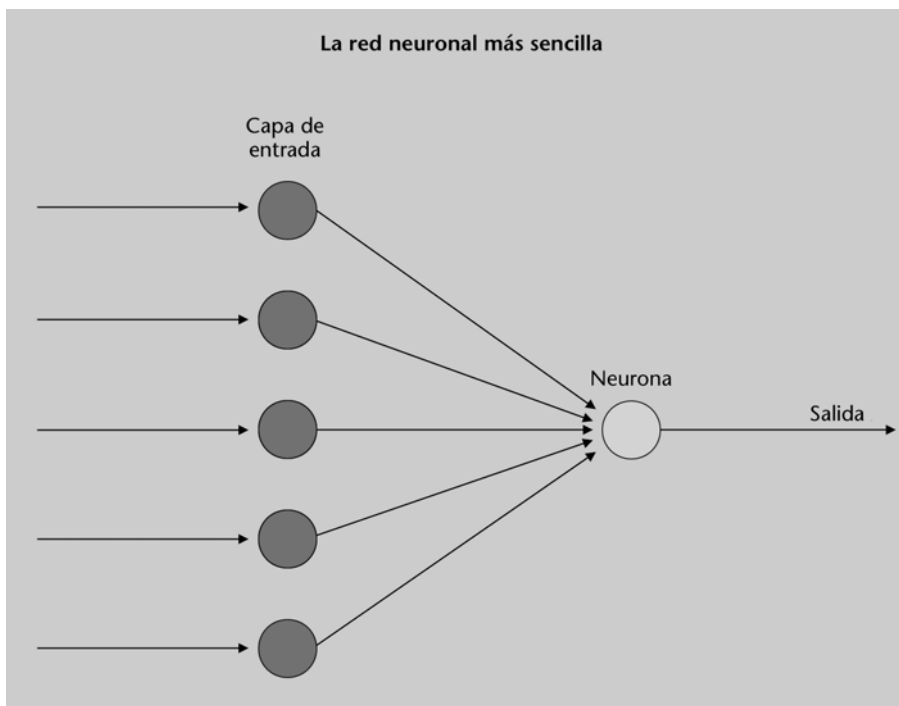 La red neuronal más sencilla
Capa de
entrada
Neurona
Salida